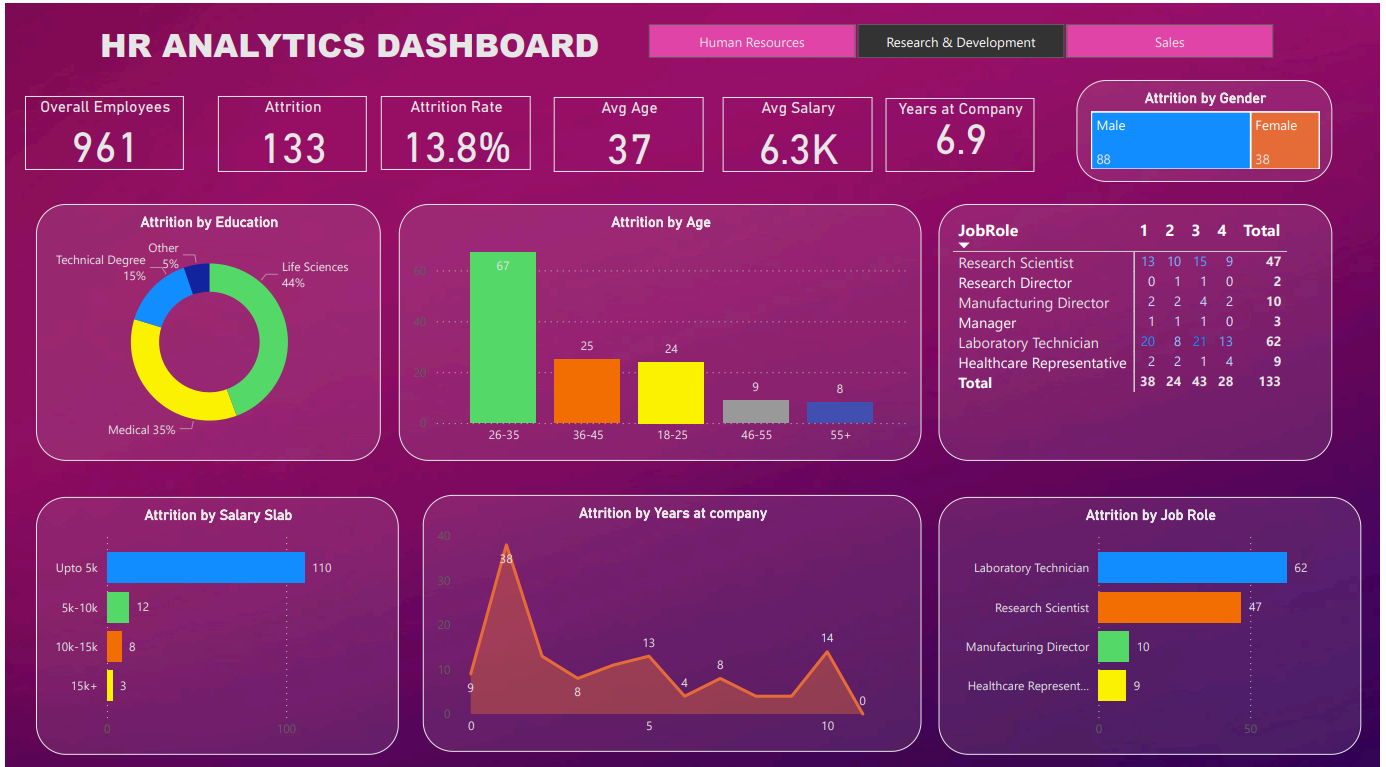 HR ANALYTICS DASHBOARD
Human Resources
Research & Development
Sales
Overall Employees
961
Attrition
133
Attrition Rate
13.8%
Avg Age
37
Avg Salary
6.3K
Years at Company
6.9
Attrition by Gender
Male
88
Female
38
Attrition by Education
Other
5%
Technical Degree
15%
Life Sciences
44%
Medical 35%
Attrition by Age
60
40
20
0
67
25
24
9
8
26-35
36-45
18-25
46-55
55+
JobRole 1 2 3 4 Total
Research Scientist 13 10 15 9 47
Research Director 0 1 1 0 2
Manufacturing Director 2 2 4 2 10
Manager 1 1 1 0 3
Laboratory Technician 20 8 21 13 62
Healthcare Representative 2 2 1 4 9
Total 38 24 43 28 133
Attrition by Salary Slab
Upto 5k 110
5k-10k 12
10k-15k 8
15k+ 3
0 100
Attrition by Years at company
40
30
20
10
0
9
38
8
13
4
8
14
0
0 5 10
Attrition by Job Role
Laboratory Technician 62
Research Scientist 47
Manufacturing Director 10
Healthcare Represent... 9
0 50